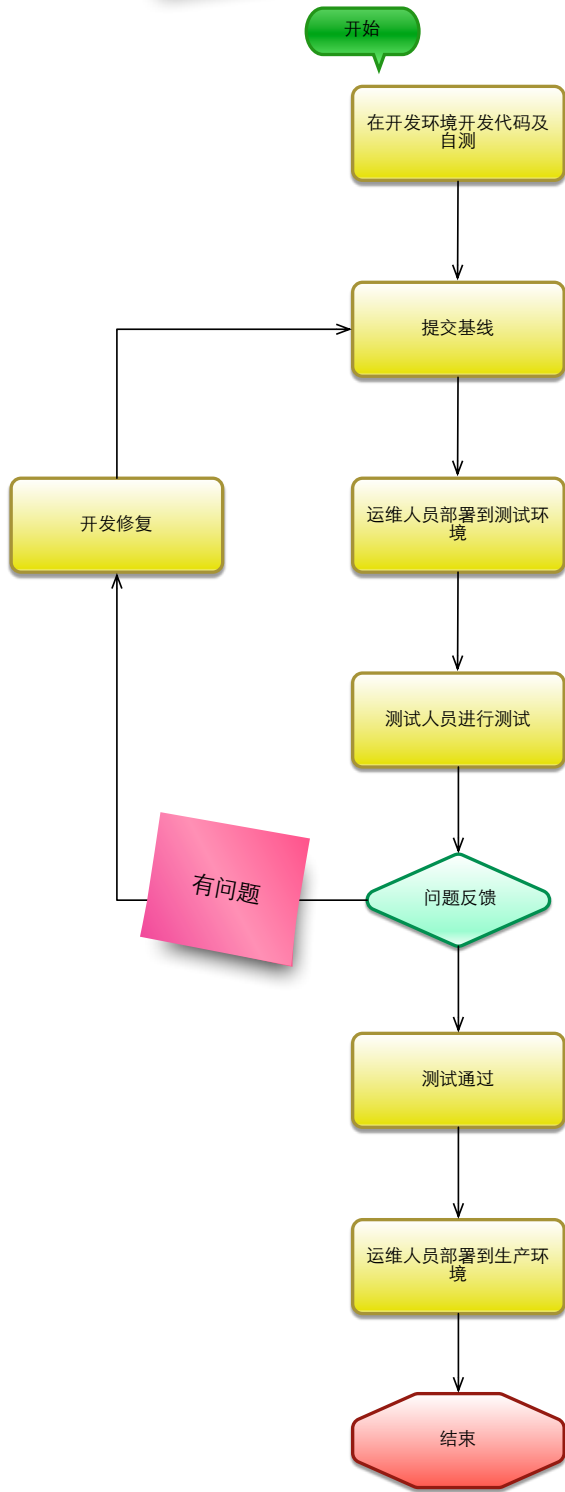 开始
在开发环境开发代码及
自测
提交基线
开发修复
运维人员部署到测试环
境
测试人员进行测试
有问题
问题反馈
测试通过
运维人员部署到生产环
境
结束